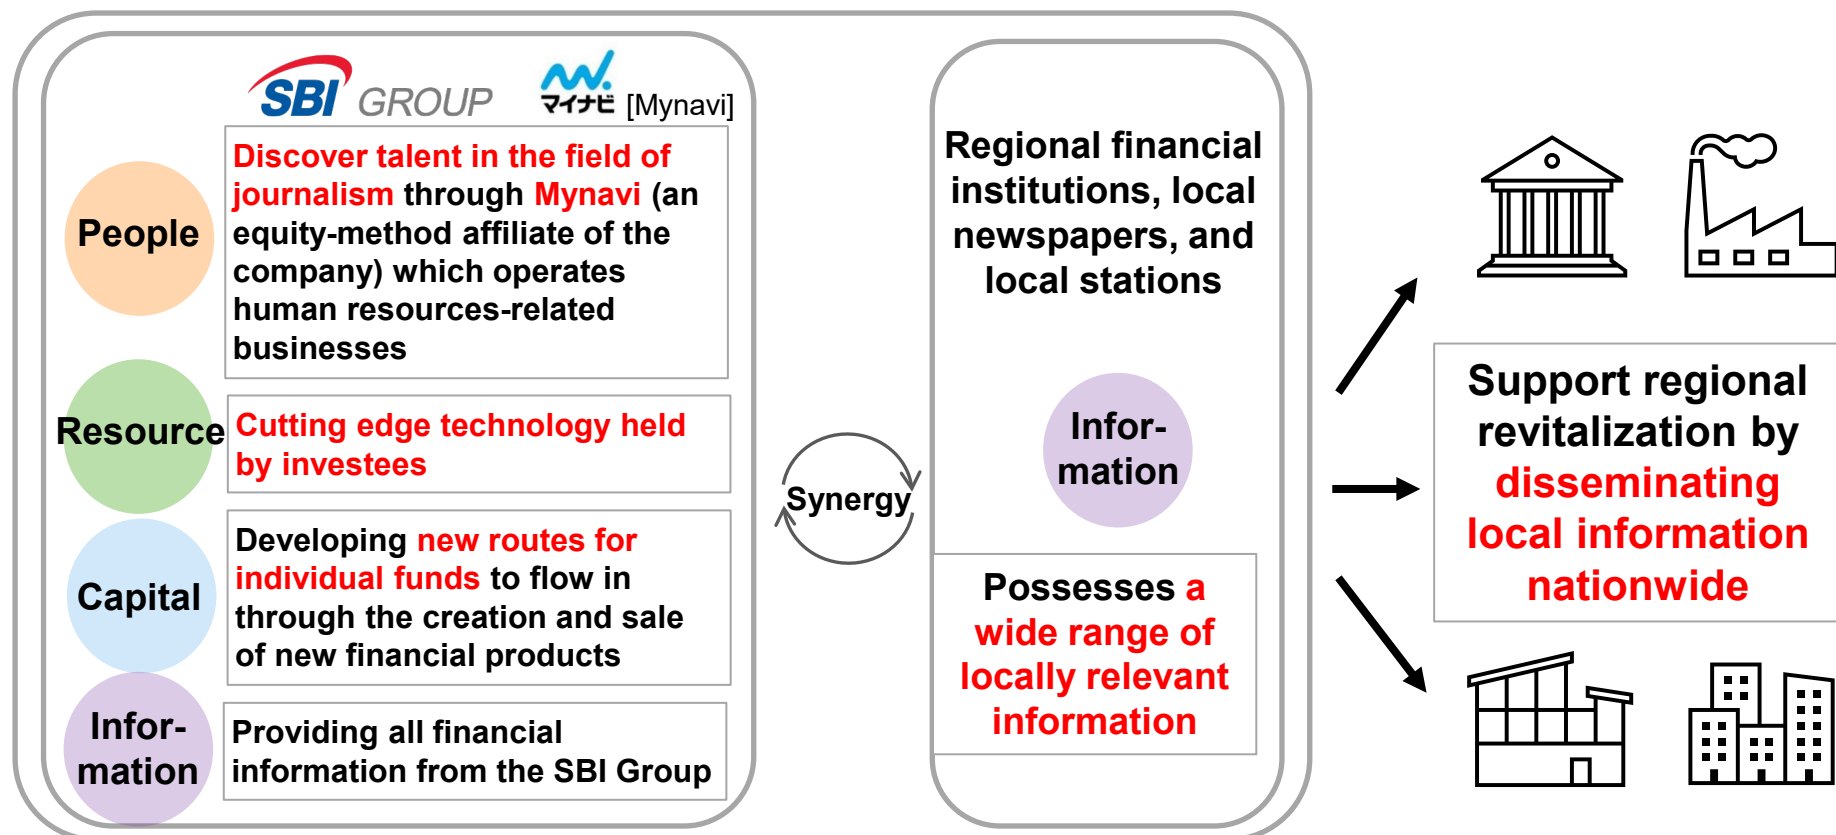 SBI GROUP
マイナビ [Mynavi]
People
Discover talent in the field of
journalism through Mynavi (an
equity-method affiliate of the
company) which operates
human resources-related
businesses
Resource
Cutting edge technology held
by investees
Capital
Developing new routes for
individual funds to flow in
through the creation and sale
of new financial products
Infor-
mation
Providing all financial
information from the SBI Group
Synergy
Regional financial
institutions, local
newspapers, and
local stations
Infor-
mation
Possesses a
wide range of
locally relevant
information
Support regional
revitalization by
disseminating
local information
nationwide